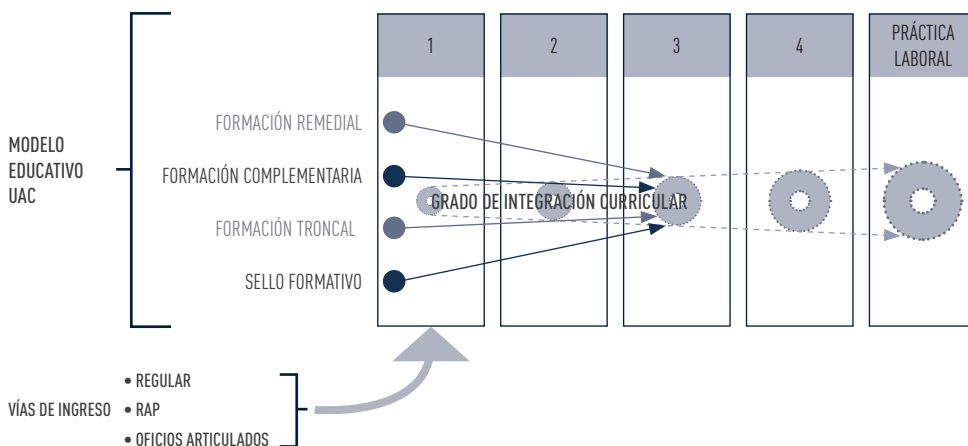 1
2
3
4
PRÁCTICA
LABORAL
MODELO
EDUCATIVO
UAC
FORMACIÓN REMEDIAL
FORMACIÓN COMPLEMENTARIA
FORMACIÓN TRONCAL
SELLO FORMATIVO
GRADO DE INTEGRACIÓN CURRICULAR
VÍAS DE INGRESO
• REGULAR
• RAP
• OFICIOS ARTICULADOS